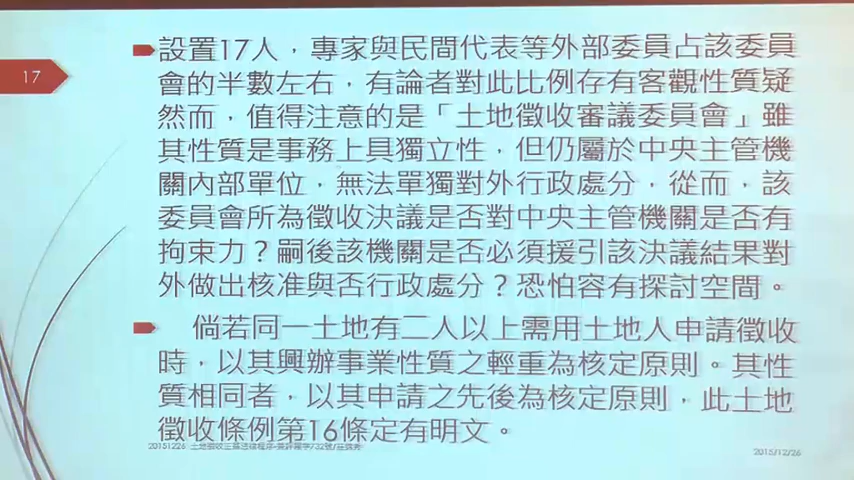 17
設置17人，專家與民間代表等外部委員占該委員
會的半數左右，有論者對此比例存有客觀性質疑
然而，值得注意的是「土地徵收審議委員會」雖
其性質是事務上具獨立性，但仍屬於中央主管機
關內部單位，無法單獨對外行政處分，從而，該
委員會所為徵收決議是否對中央主管機關是否有
拘束力？嗣後該機關是否必須援引該決議結果對
外做出核准與否行政處分？恐怕容有探討空間。
倘若同一土地有二人以上需用土地人申請徵收
時，以其興辦事業性質之輕重為核定原則。其性
質相同者，以其申請之先後為核定原則，此土地
徵收條例第16條定有明文。
2015/12/26